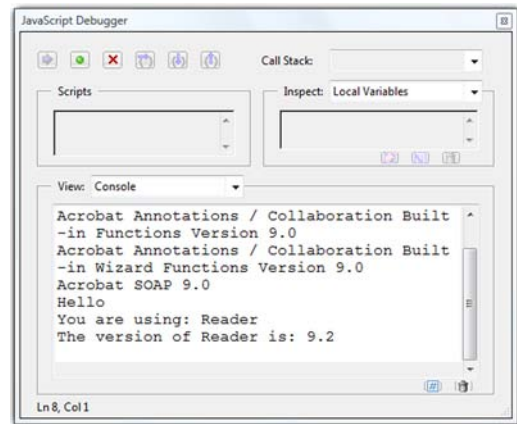 JavaScript Debugger
Call Stack:
Scripts
Inspect: Local Variables
View: Console
Acrobat Annotations / Collaboration Built
-in Functions Version 9.0
Acrobat Annotations / Collaboration Built
-in Wizard Functions Version 9.0
Acrobat SOAP 9.0
Hello
You are using: Reader
The version of Reader is: 9.2
Ln 8, Col 1